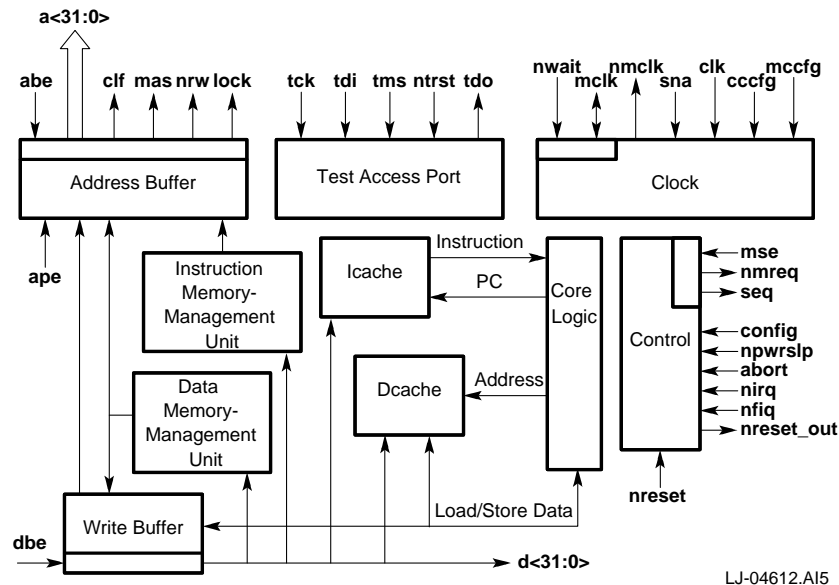 a<31:0>
abe clf mas nrw lock
tck tdi tms ntrst tdo
nwait mclk nmclk sna clk cccfg mccfg
Address Buffer
Test Access Port
Clock
ape
Instruction
Memory-
Management
Unit
Icache
Instruction
PC
Core
Logic
Control
mse
nmreq
seq
config
npwrslp
abort
nirq
nfiq
nreset_out
Data
Memory-
Management
Unit
Dcache
Address
nreset
Write Buffer
Load/Store Data
dbe
d<31:0>
LJ-04612.AI5